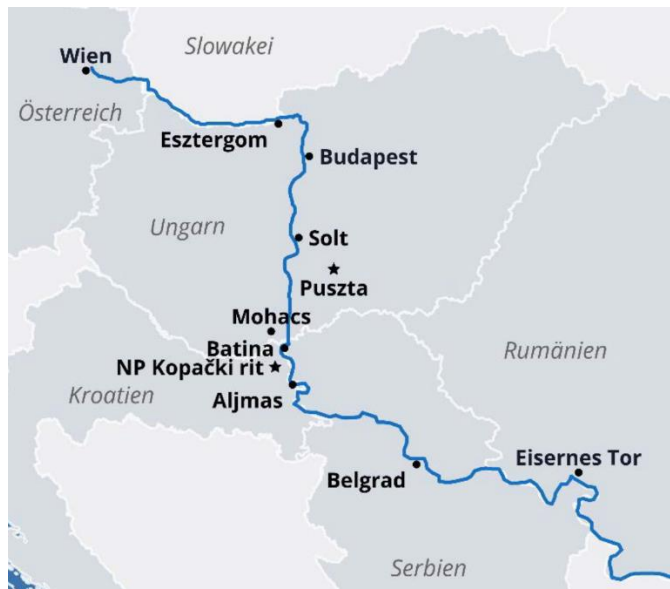 Slowakei
Wien
Österreich
Esztergom
Budapest
Ungarn
Solt
Puszta
Mohacs
Batina
Rumänien
NP Kopački rit
Kroatien
Aljmas
Eisernes Tor
Belgrad
Serbien